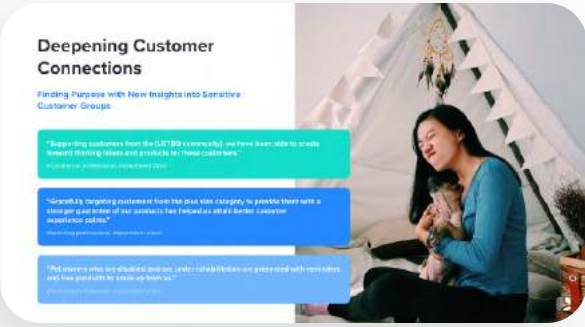 Deepening Customer
Connections
Finding Purpose with New Insights into Sensitive
Customer Groups
"Supporting customers from the [LGTBQ community], we have been able to create
forward thinking labels and products for those customers."
"Gracefully targeting customers from the plus size category to provide them with a
stronger guarantee of our products has helped us attain better customer
experience points."
"Pet owners who are disabled and are under rehabilitation are presented with reminders
and free products to stock up from us."